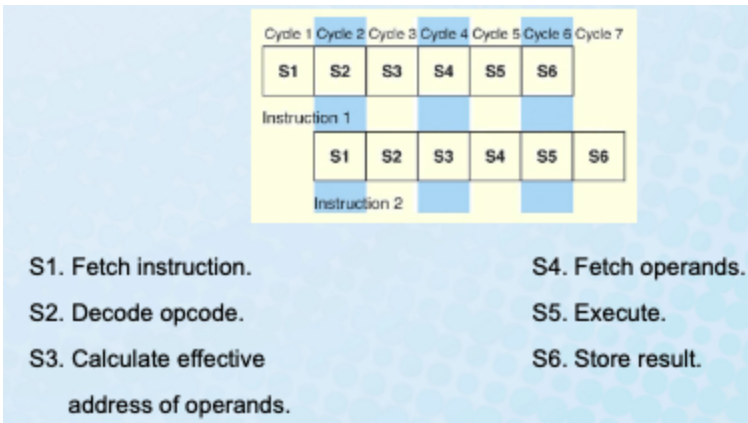 Cycle 1 Cycle 2 Cycle 3 Cycle 4 Cycle 5 Cycle 6 Cycle 7
S1 S2 S3 S4 S5 S6
Instruction 1
S1 S2 S3 S4 S5 S6
Instruction 2
S1. Fetch instruction.
S2. Decode opcode.
S3. Calculate effective
address of operands.
S4. Fetch operands.
S5. Execute.
S6. Store result.